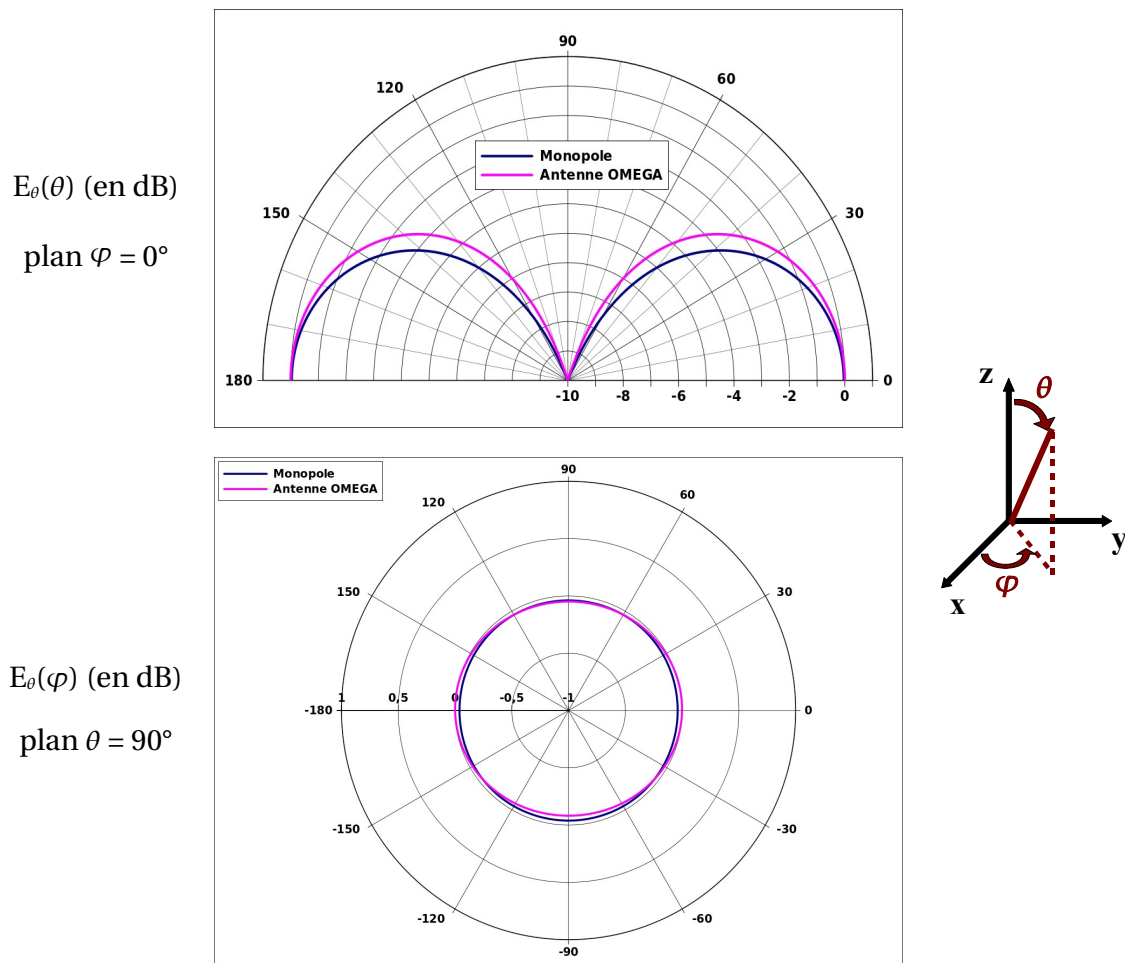 E_θ(θ) (en dB)
plan φ = 0°
90
120
60
Monopole
Antenne OMEGA
150
30
180
0
-10
-8
-6
-4
-2
0
z
θ
y
φ
x
E_θ(φ) (en dB)
plan θ = 90°
Monopole
Antenne OMEGA
90
120
60
150
30
1
0,5
0
-0,5
-1
-180
0
-150
-30
-120
-60
-90